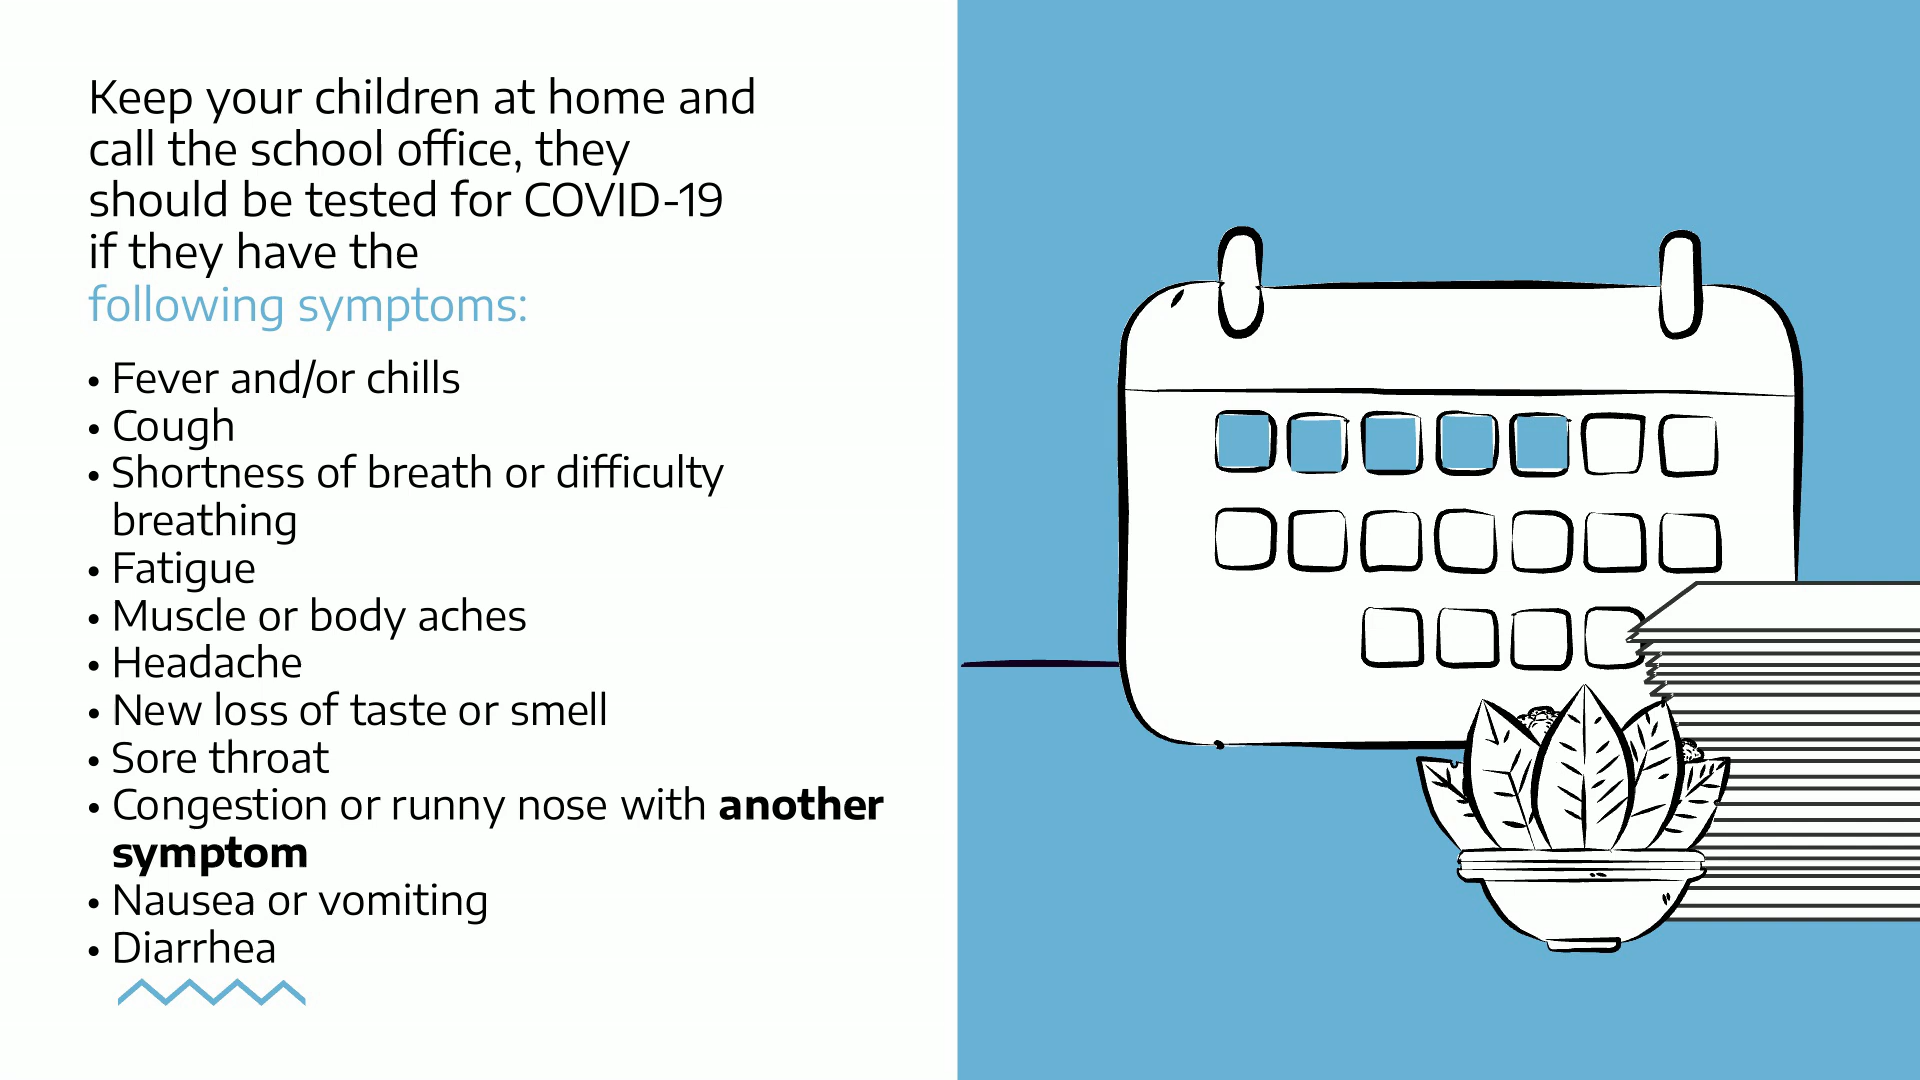 Keep your children at home and
call the school office, they
should be tested for COVID-19
if they have the
following symptoms:
• Fever and/or chills
• Cough
• Shortness of breath or difficulty
breathing
• Fatigue
• Muscle or body aches
• Headache
• New loss of taste or smell
• Sore throat
• Congestion or runny nose with another
symptom
• Nausea or vomiting
• Diarrhea